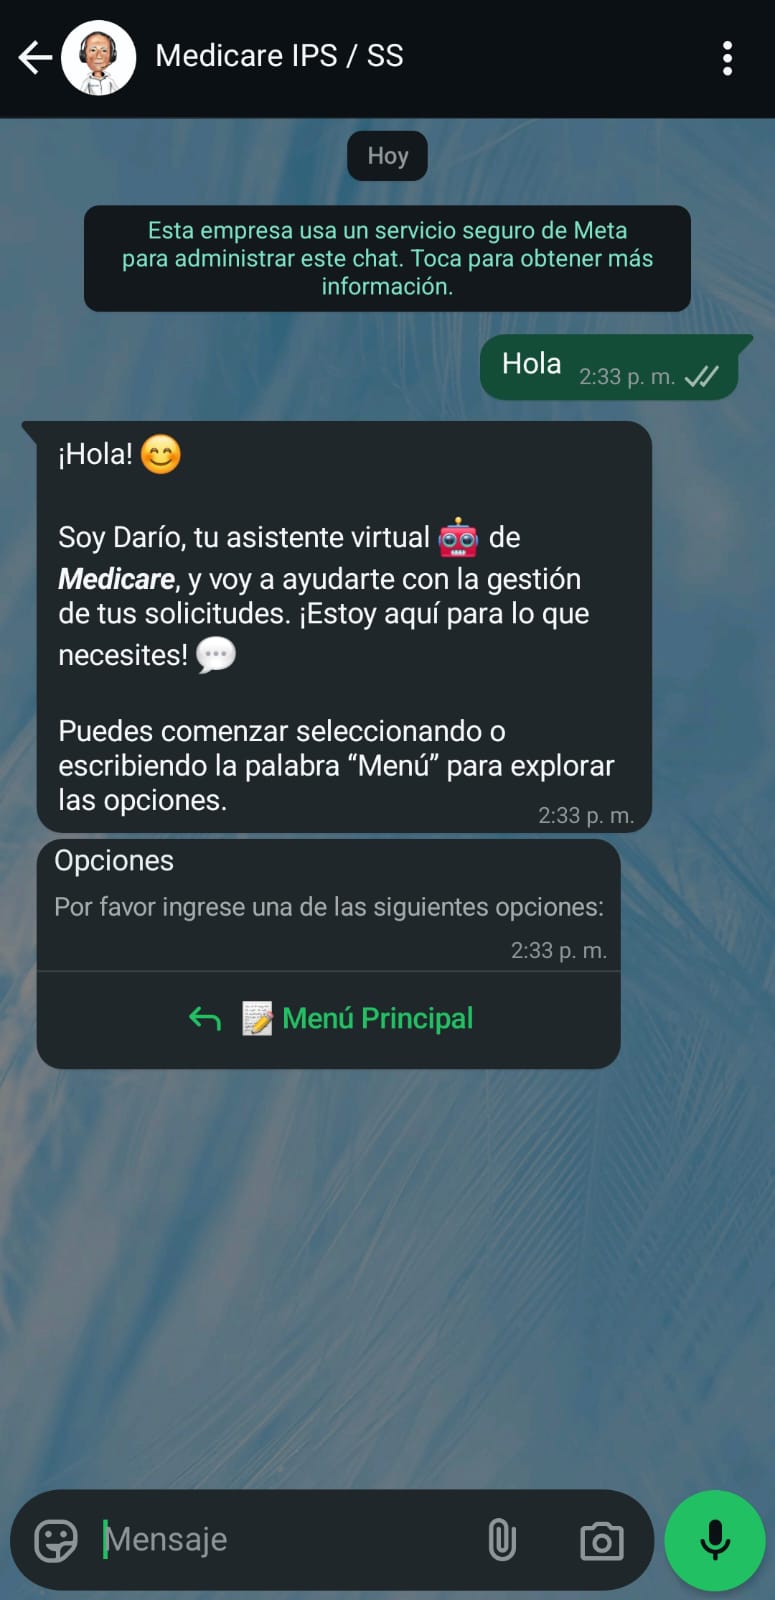 Medicare IPS / SS
Hoy
Esta empresa usa un servicio seguro de Meta
para administrar este chat. Toca para obtener más
información.
Hola 2:33 p. m.
¡Hola! 😊
Soy Darío, tu asistente virtual 🤖 de
Medicare, y voy a ayudarte con la gestión
de tus solicitudes. ¡Estoy aquí para lo que
necesites! 💬
Puedes comenzar seleccionando o
escribiendo la palabra “Menú” para explorar
las opciones.
2:33 p. m.
Opciones
Por favor ingrese una de las siguientes opciones:
2:33 p. m.
📝 Menú Principal
Mensaje